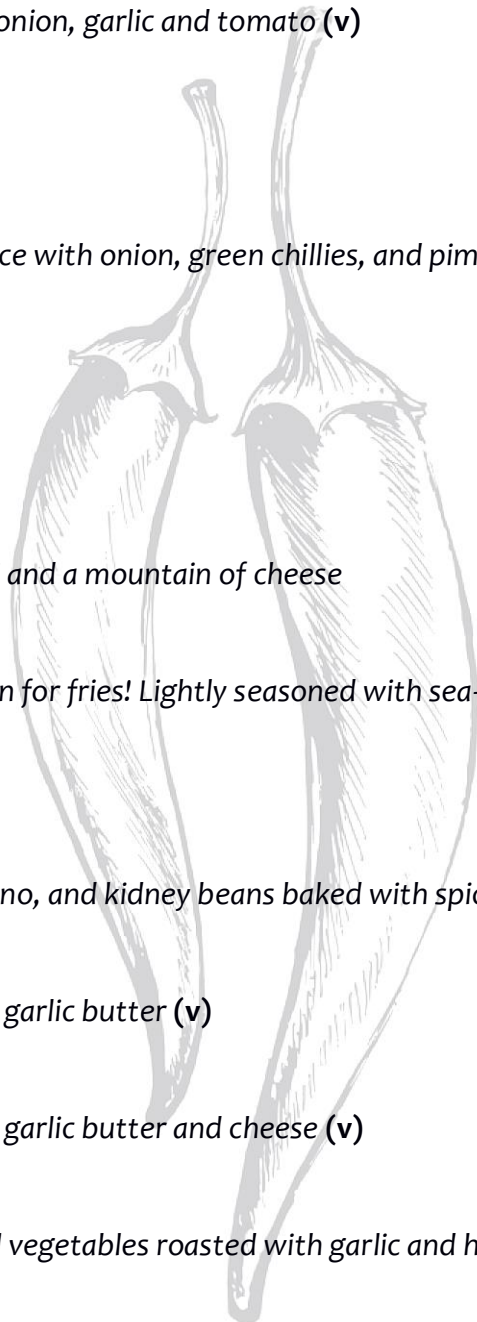 onion, garlic and tomato (v)
ce with onion, green chillies, and pim
and a mountain of cheese
n for fries! Lightly seasoned with sea-
no, and kidney beans baked with spic
garlic butter (v)
garlic butter and cheese (v)
vegetables roasted with garlic and h